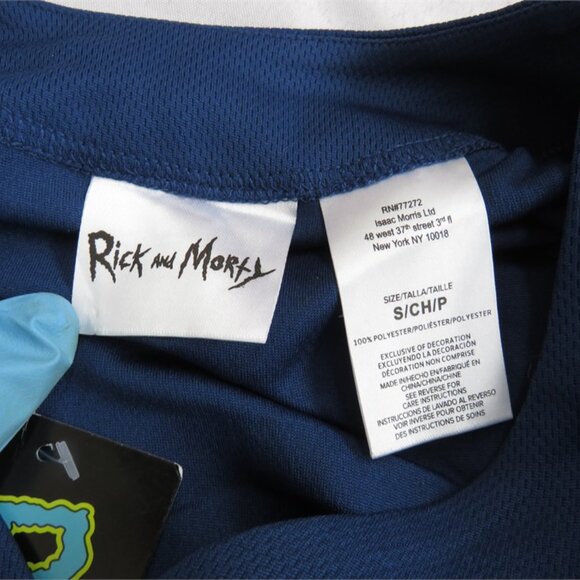 Rick and Morty
RN#77272
Isaac Morris Ltd
48 west 37th street 3rd fl
New York NY 10018
SIZE/TALLA/TAILLE
S/CH/P
100% POLYESTER/POLIÉSTER/POLYESTER
EXCLUSIVE OF DECORATION
EXCLUYENDO LA DECORACIÓN
DÉCORATION NON COMPRISE
MADE IN/HECHO EN/FABRIQUÉ EN
CHINA/CHINA/CHINE
SEE REVERSE FOR
CARE INSTRUCTIONS
INSTRUCCIONES DE LAVADO AL REVERSO
VOIR INVERSE POUR OBTENIR
DES INSTRUCTIONS DE SOINS